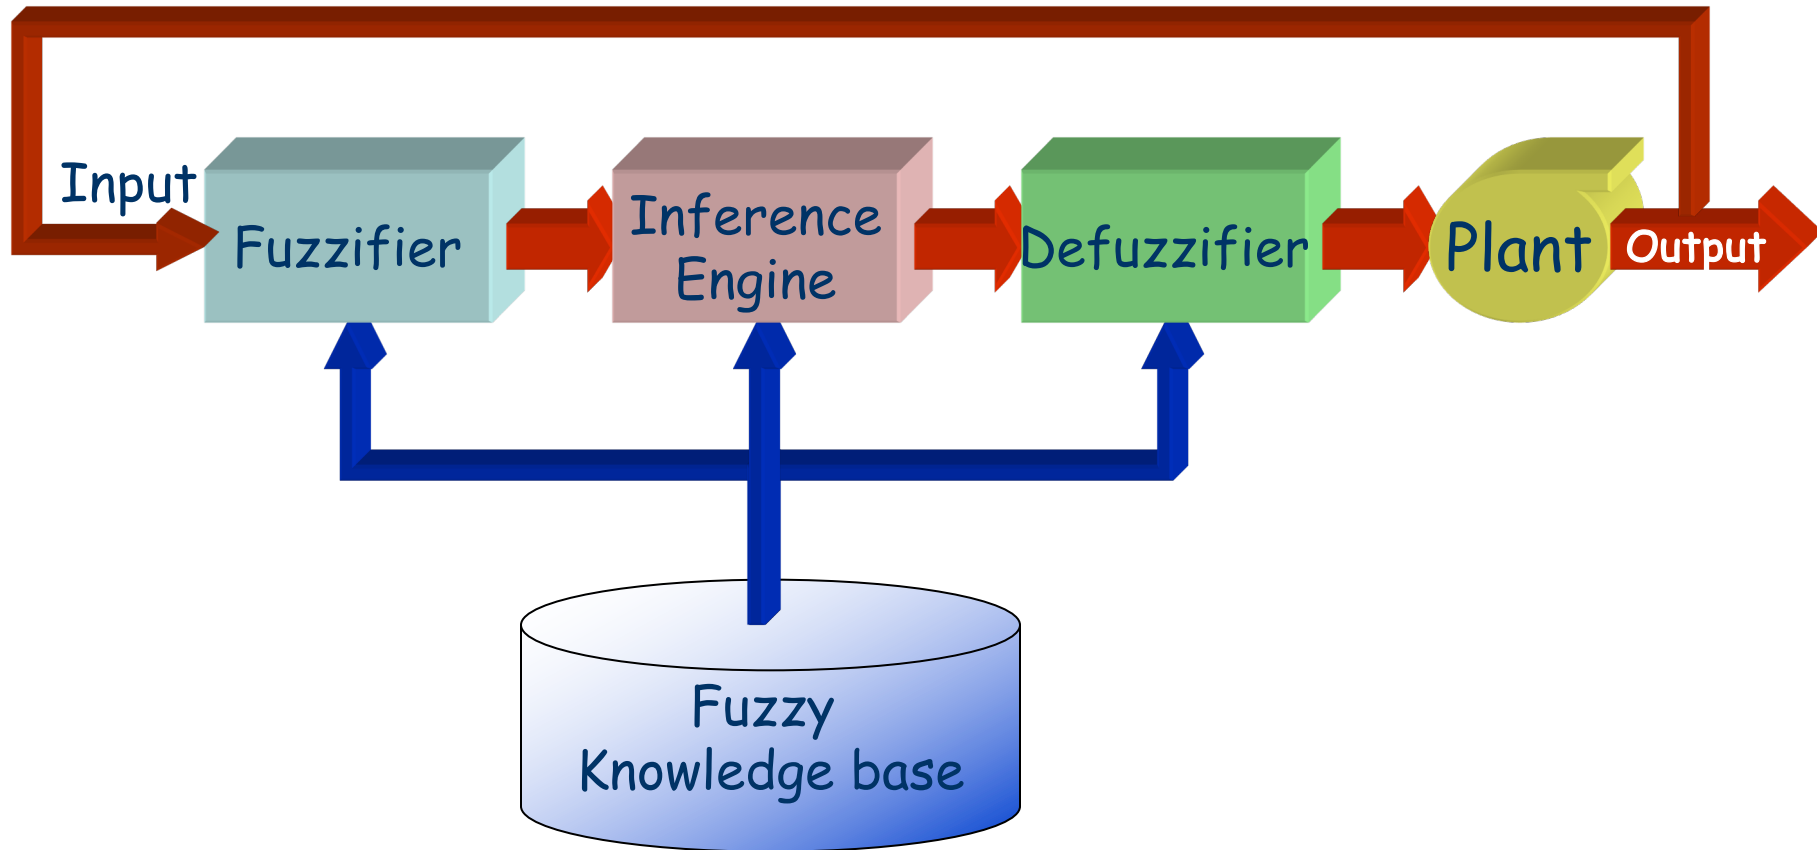 Input
Fuzzifier
Inference
Engine
Defuzzifier
Plant
Output
Fuzzy
Knowledge base